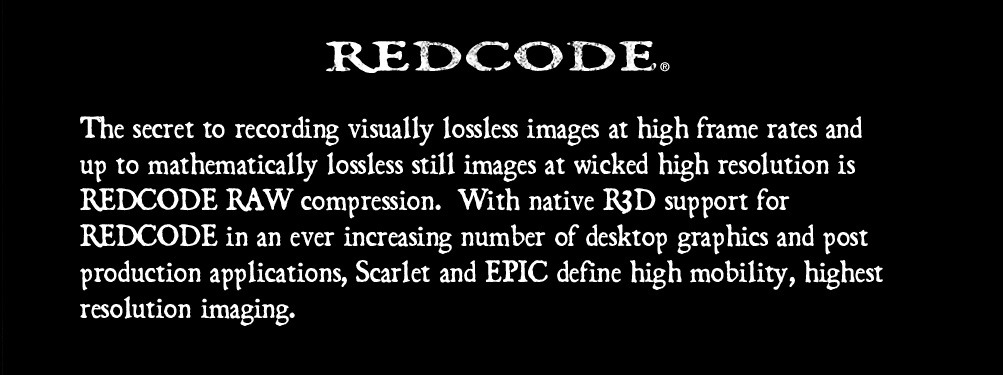 REDCODE®
The secret to recording visually lossless images at high frame rates and
up to mathematically lossless still images at wicked high resolution is
REDCODE RAW compression.  With native R3D support for
REDCODE in an ever increasing number of desktop graphics and post
production applications, Scarlet and EPIC define high mobility, highest
resolution imaging.